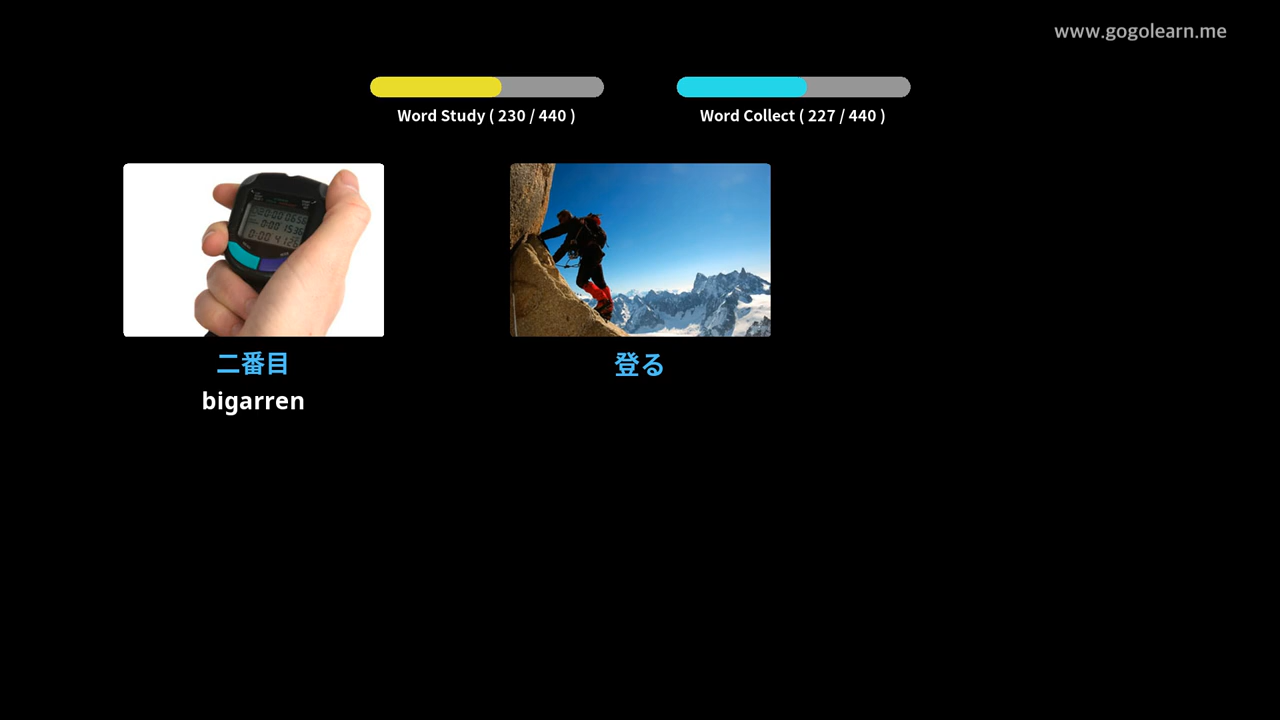 www.gogolearn.me
Word Study ( 230 / 440 )
Word Collect ( 227 / 440 )
二番目
bigarren
登る